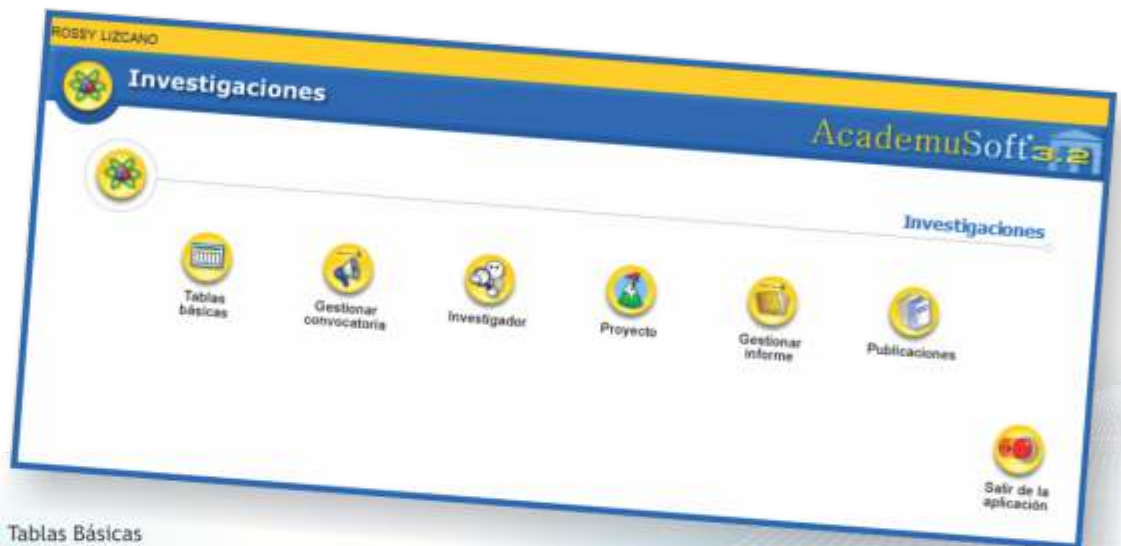 ROSSY LIZCANO
Investigaciones
AcademuSoft 3.2
Investigaciones
Tablas
básicas
Gestionar
convocatoria
Investigador
Proyecto
Gestionar
informe
Publicaciones
Salir de la
aplicación
Tablas Básicas